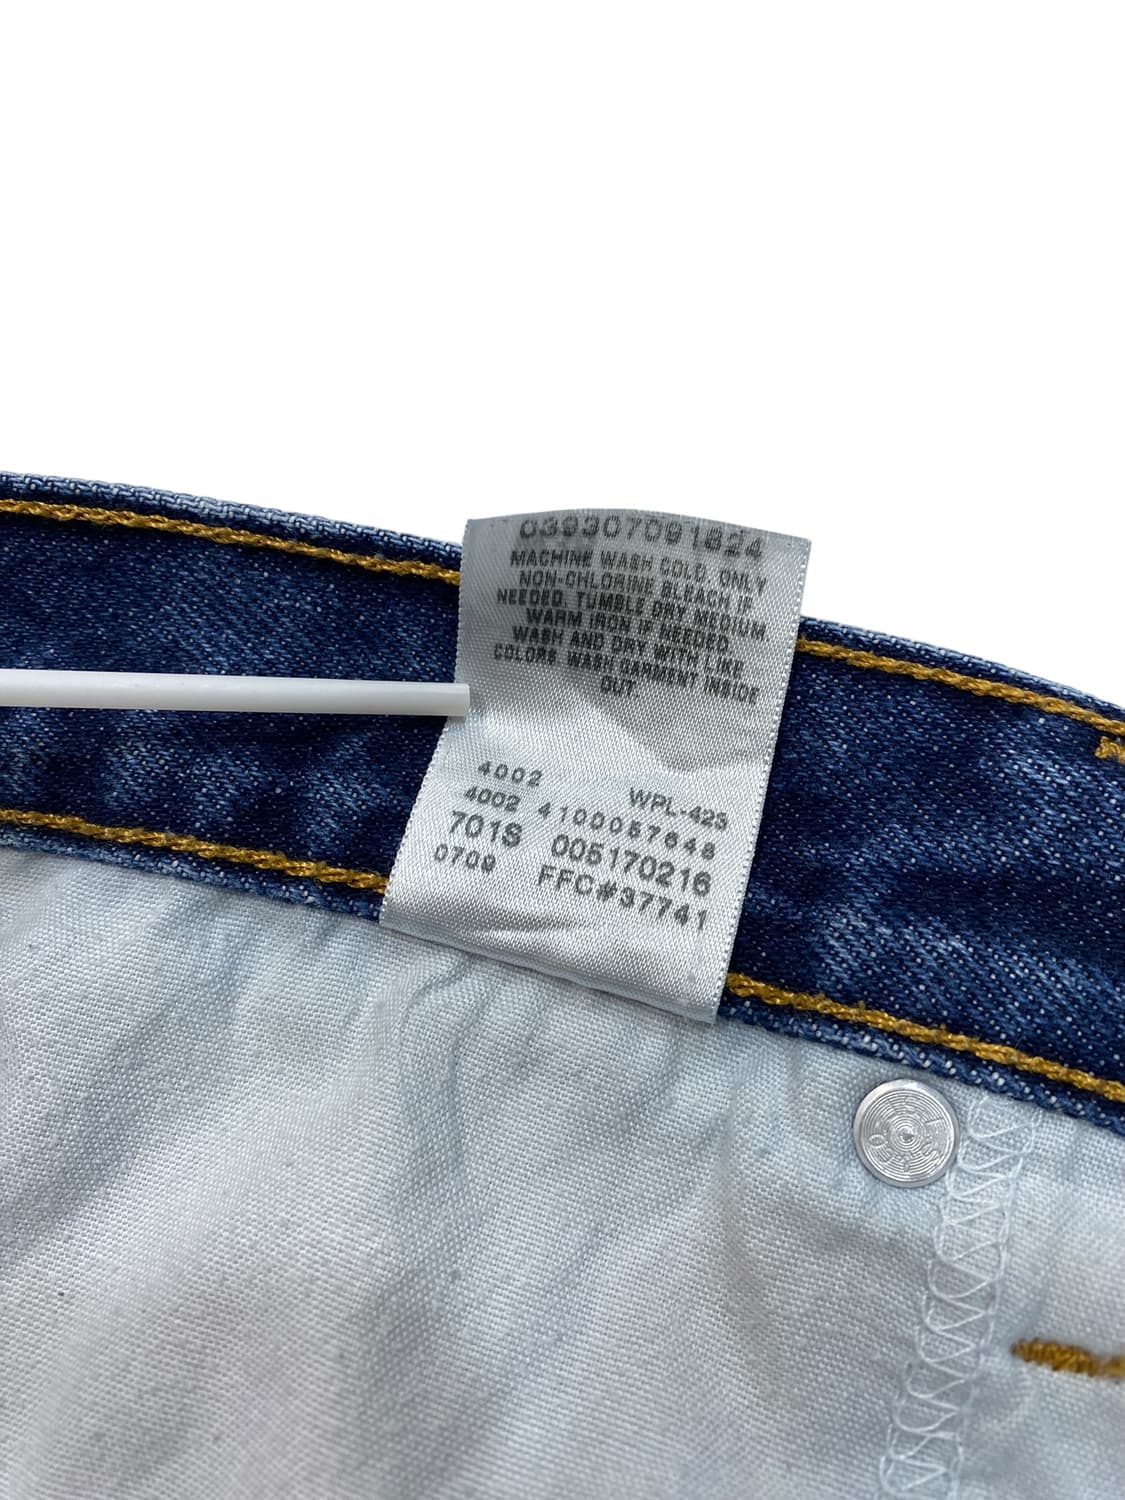 039307091824
MACHINE WASH COLD. ONLY
NON-CHLORINE BLEACH IF
NEEDED. TUMBLE DRY MEDIUM.
WARM IRON IF NEEDED.
WASH AND DRY WITH LIKE
COLORS. WASH GARMENT INSIDE
OUT
4002 WPL-423
4002 4100057648
701S 005170216
0709 FFC#37741